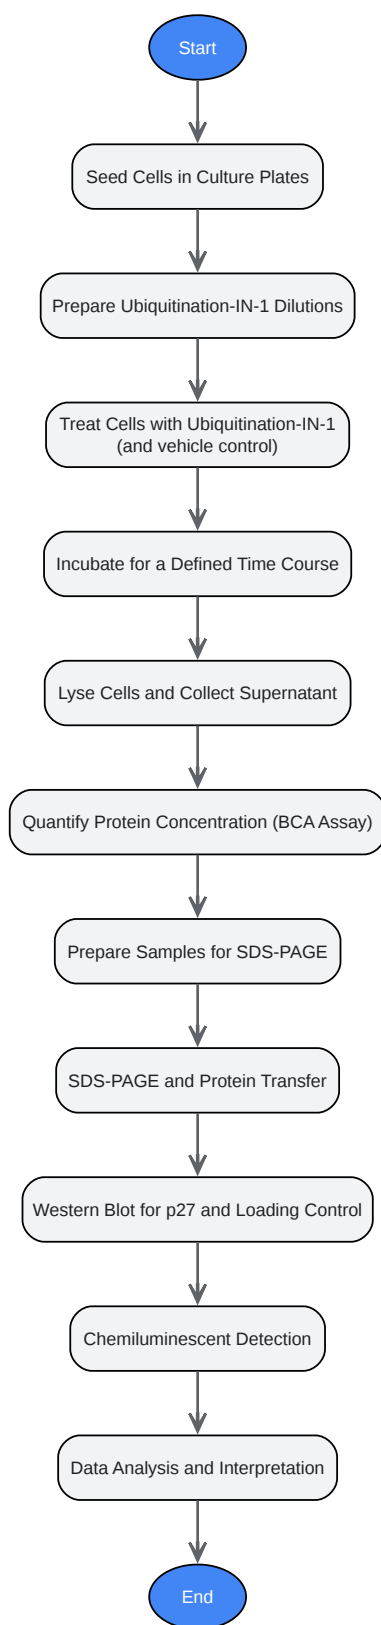 Start
Seed Cells in Culture Plates
Prepare Ubiquitination-IN-1 Dilutions
Treat Cells with Ubiquitination-IN-1
(and vehicle control)
Incubate for a Defined Time Course
Lyse Cells and Collect Supernatant
Quantify Protein Concentration (BCA Assay)
Prepare Samples for SDS-PAGE
SDS-PAGE and Protein Transfer
Western Blot for p27 and Loading Control
Chemiluminescent Detection
Data Analysis and Interpretation
End